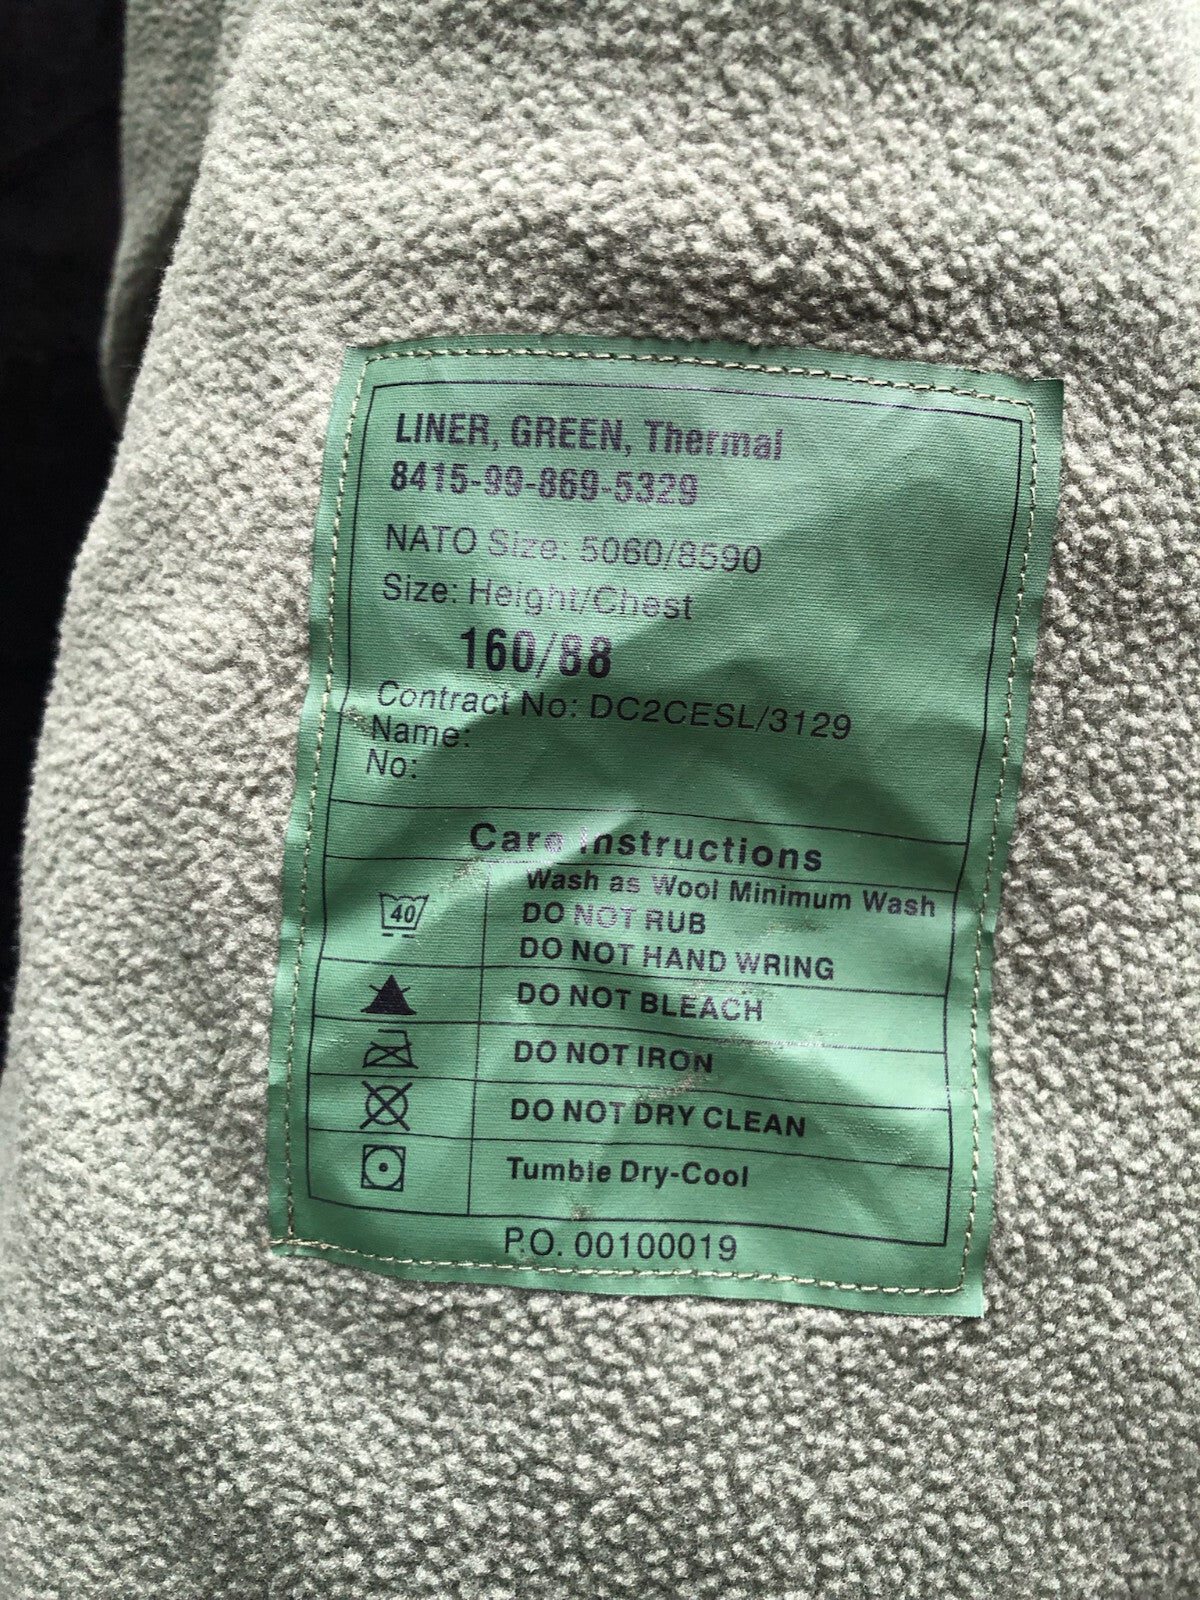 LINER, GREEN, Thermal
8415-99-869-5329
NATO Size: 5060/8590
Size: Height/Chest
160/88
Contract No: DC2CESL/3129
Name:
No:
Care Instructions
Wash as Wool Minimum Wash
40
DO NOT RUB
DO NOT HAND WRING
DO NOT BLEACH
DO NOT IRON
DO NOT DRY CLEAN
Tumble Dry-Cool
P.O. 00100019